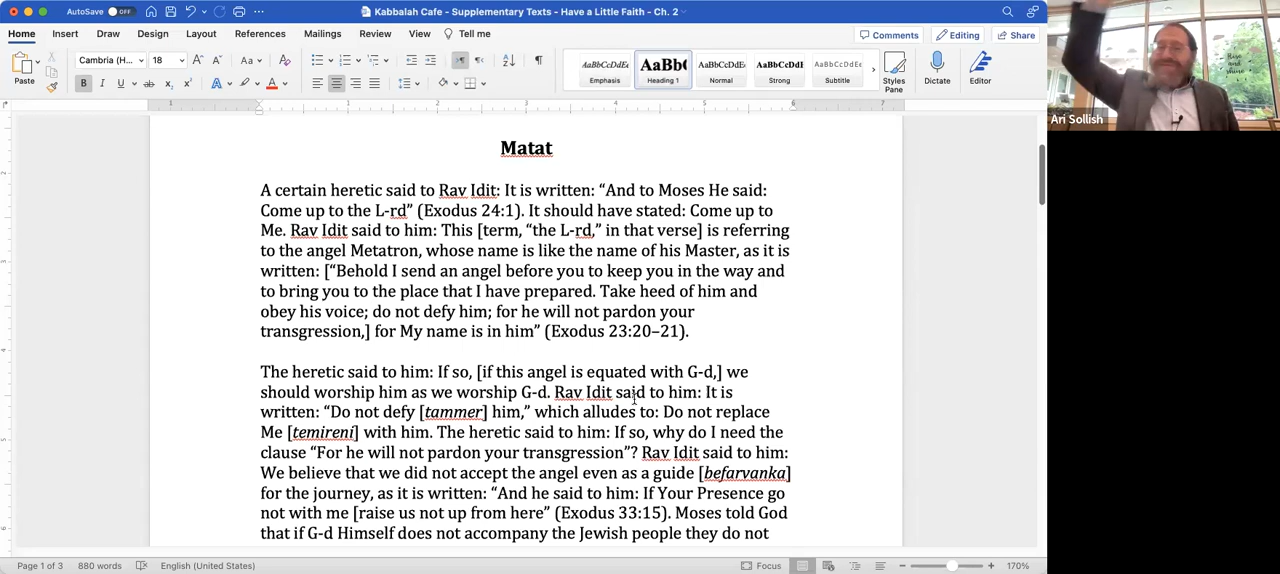 AutoSave OFF
Kabbalah Cafe - Supplementary Texts - Have a Little Faith - Ch. 2
Home Insert Draw Design Layout References Mailings Review View Tell me
Comments Editing Share
Cambria (H... 18
Paste
AaBbCcDdEe AaBb( AaBbCcDdEe AaBbCcDdEe AaBbCcDdEe
Emphasis Heading 1 Normal Strong Subtitle
Styles Pane
Dictate
Editor
Rise
and
shine
Ari Sollish
Matat
A certain heretic said to Rav Idit: It is written: “And to Moses He said:
Come up to the L-rd” (Exodus 24:1). It should have stated: Come up to
Me. Rav Idit said to him: This [term, “the L-rd,” in that verse] is referring
to the angel Metatron, whose name is like the name of his Master, as it is
written: [“Behold I send an angel before you to keep you in the way and
to bring you to the place that I have prepared. Take heed of him and
obey his voice; do not defy him; for he will not pardon your
transgression,] for My name is in him” (Exodus 23:20–21).
The heretic said to him: If so, [if this angel is equated with G-d,] we
should worship him as we worship G-d. Rav Idit said to him: It is
written: “Do not defy [tammer] him,” which alludes to: Do not replace
Me [temireni] with him. The heretic said to him: If so, why do I need the
clause “For he will not pardon your transgression”? Rav Idit said to him:
We believe that we did not accept the angel even as a guide [befarvanka]
for the journey, as it is written: “And he said to him: If Your Presence go
not with me [raise us not up from here” (Exodus 33:15). Moses told God
that if G-d Himself does not accompany the Jewish people they do not
Page 1 of 3 880 words English (United States) Focus 170%